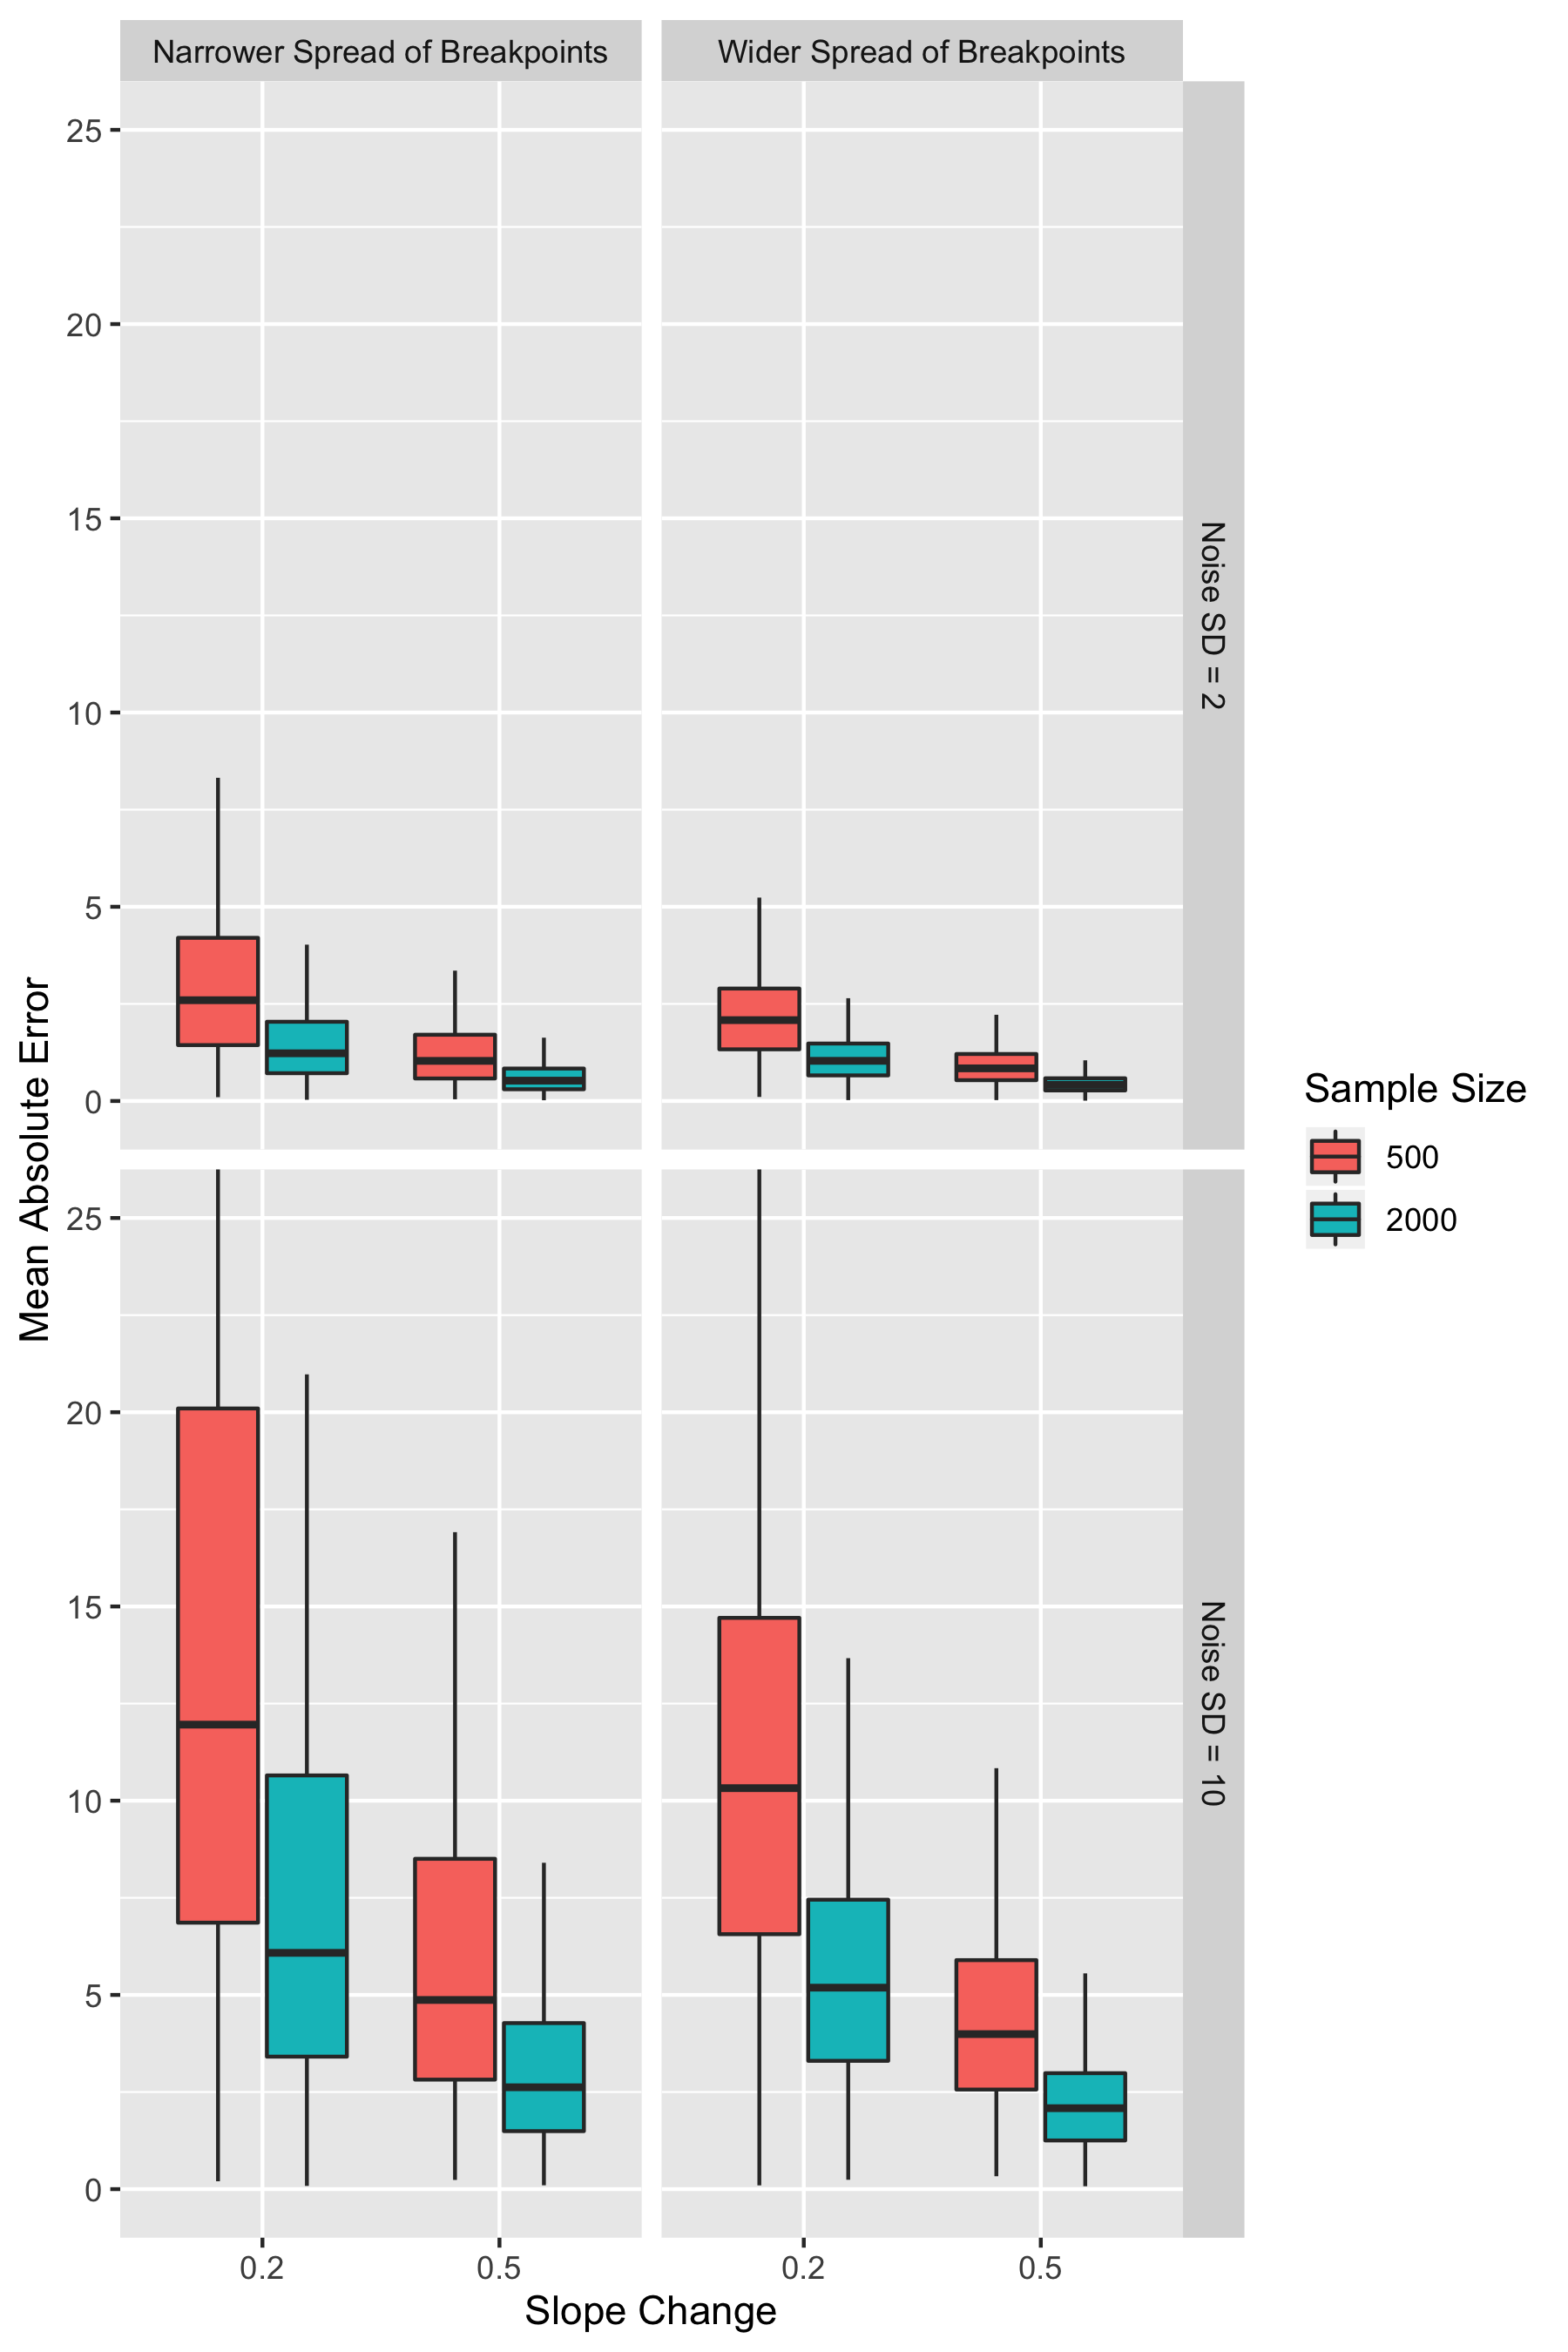 Narrower Spread of Breakpoints
Wider Spread of Breakpoints
25
20
15
10
5
0
Noise SD = 2
25
20
15
10
5
0
Noise SD = 10
Mean Absolute Error
0.2
0.5
0.2
0.5
Slope Change
Sample Size
500
2000